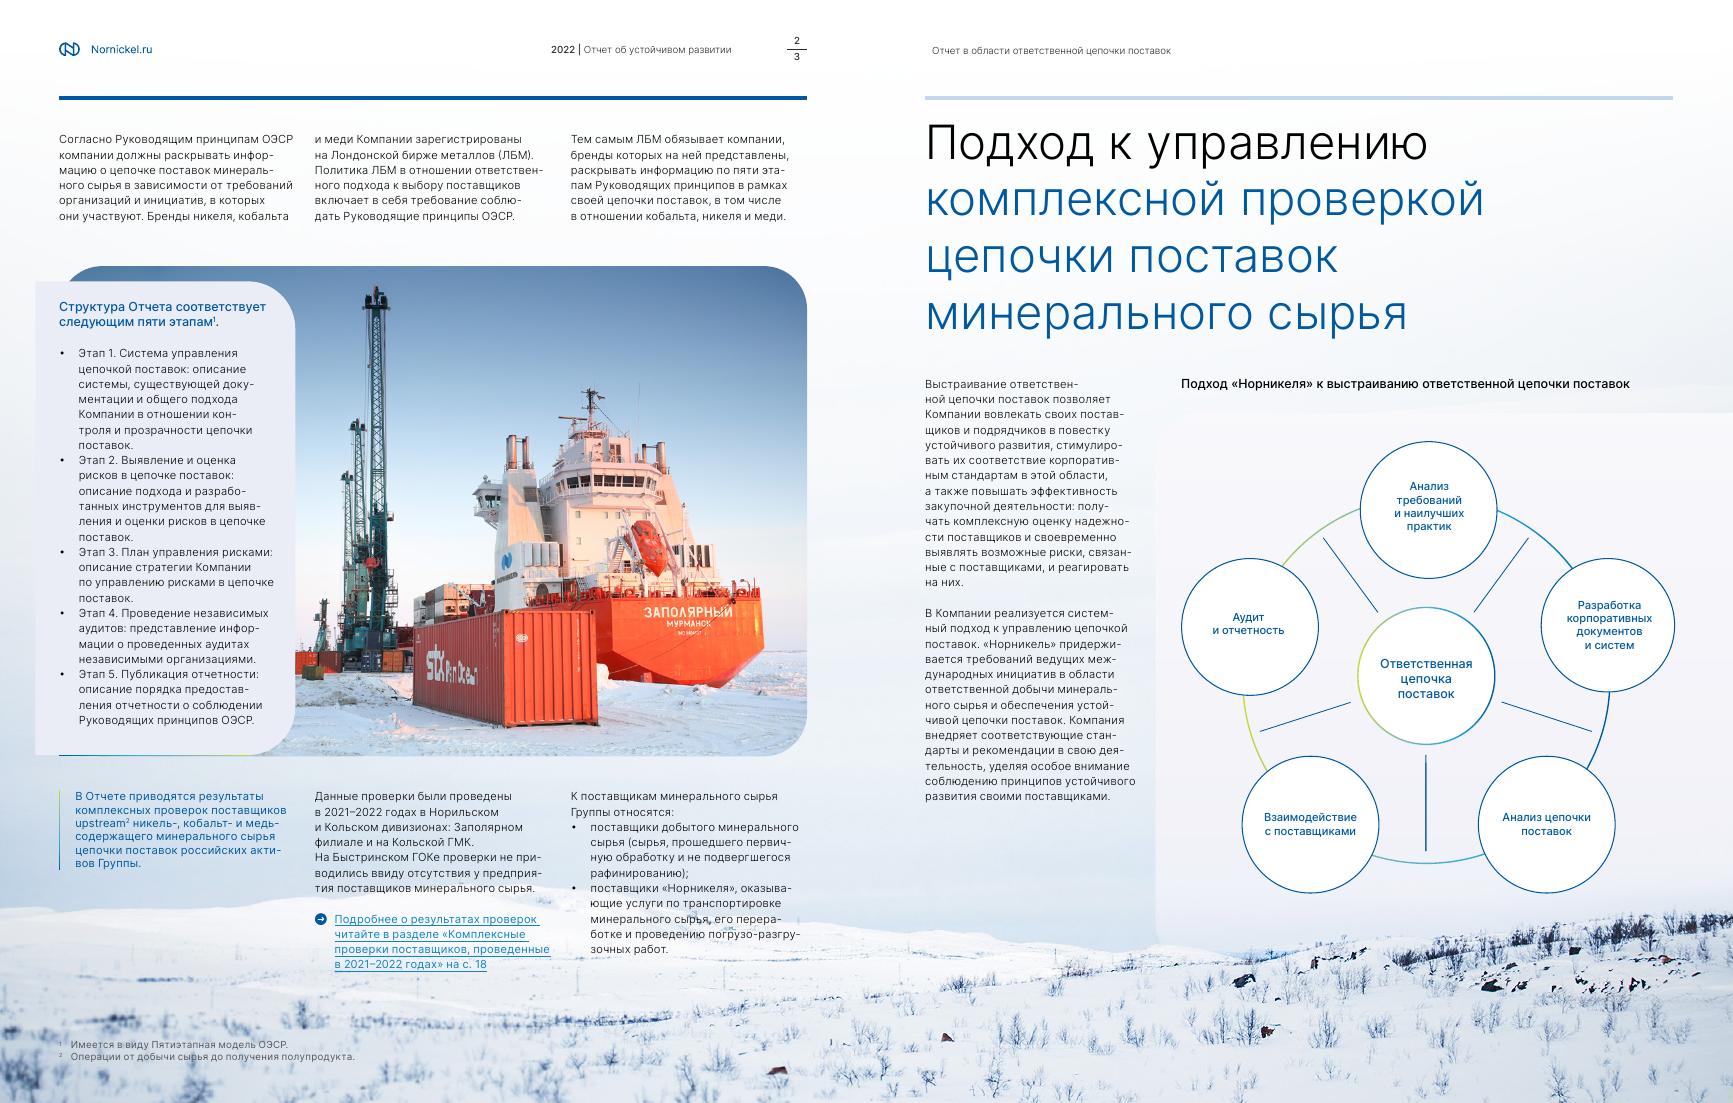 Nornickel.ru
2022 | Отчет об устойчивом развитии
2
3
Отчет в области ответственной цепочки поставок
Согласно Руководящим принципам ОЭСР
компании должны раскрывать инфор-
мацию о цепочке поставок минераль-
ного сырья в зависимости от требований
организаций и инициатив, в которых
они участвуют. Бренды никеля, кобальта
и меди Компании зарегистрированы
на Лондонской бирже металлов (ЛБМ).
Политика ЛБМ в отношении ответствен-
ного подхода к выбору поставщиков
включает в себя требование соблю-
дать Руководящие принципы ОЭСР.
Тем самым ЛБМ обязывает компании,
бренды которых на ней представлены,
раскрывать информацию по пяти эта-
пам Руководящих принципов в рамках
своей цепочки поставок, в том числе
в отношении кобальта, никеля и меди.
Структура Отчета соответствует
следующим пяти этапам¹.
• Этап 1. Система управления
цепочкой поставок: описание
системы, существующей доку-
ментации и общего подхода
Компании в отношении кон-
троля и прозрачности цепочки
поставок.
• Этап 2. Выявление и оценка
рисков в цепочке поставок:
описание подхода и разрабо-
танных инструментов для выяв-
ления и оценки рисков в цепочке
поставок.
• Этап 3. План управления рисками:
описание стратегии Компании
по управлению рисками в цепочке
поставок.
• Этап 4. Проведение независимых
аудитов: представление инфор-
мации о проведенных аудитах
независимыми организациями.
• Этап 5. Публикация отчетности:
описание порядка предостав-
ления отчетности о соблюдении
Руководящих принципов ОЭСР.
ЗАПОЛЯРНЫЙ
МУРМАНСК
stx Pan Ocean
В Отчете приводятся результаты
комплексных проверок поставщиков
upstream² никель-, кобальт- и медь-
содержащего минерального сырья
цепочки поставок российских акти-
вов Группы.
Данные проверки были проведены
в 2021–2022 годах в Норильском
и Кольском дивизионах: Заполярном
филиале и на Кольской ГМК.
На Быстринском ГОКе проверки не про-
водились ввиду отсутствия у предприя-
тия поставщиков минерального сырья.
Подробнее о результатах проверок
читайте в разделе «Комплексные
проверки поставщиков, проведенные
в 2021–2022 годах» на с. 18
К поставщикам минерального сырья
Группы относятся:
• поставщики добытого минерального
сырья (сырья, прошедшего первич-
ную обработку и не подвергшегося
рафинированию);
• поставщики «Норникеля», оказыва-
ющие услуги по транспортировке
минерального сырья, его перера-
ботке и проведению погрузо-разгру-
зочных работ.
¹ Имеется в виду Пятиэтапная модель ОЭСР.
² Операции от добычи сырья до получения полупродукта.
Подход к управлению
комплексной проверкой
цепочки поставок
минерального сырья
Выстраивание ответствен-
ной цепочки поставок позволяет
Компании вовлекать своих постав-
щиков и подрядчиков в повестку
устойчивого развития, стимулиро-
вать их соответствие корпоратив-
ным стандартам в этой области,
а также повышать эффективность
закупочной деятельности: полу-
чать комплексную оценку надежно-
сти поставщиков и своевременно
выявлять возможные риски, связан-
ные с поставщиками, и реагировать
на них.
В Компании реализуется систем-
ный подход к управлению цепочкой
поставок. «Норникель» придержи-
вается требований ведущих меж-
дународных инициатив в области
ответственной добычи минераль-
ного сырья и обеспечения устой-
чивой цепочки поставок. Компания
внедряет соответствующие стан-
дарты и рекомендации в свою дея-
тельность, уделяя особое внимание
соблюдению принципов устойчивого
развития своими поставщиками.
Подход «Норникеля» к выстраиванию ответственной цепочки поставок
Анализ
требований
и наилучших
практик
Аудит
и отчетность
Разработка
корпоративных
документов
и систем
Ответственная
цепочка
поставок
Взаимодействие
с поставщиками
Анализ цепочки
поставок